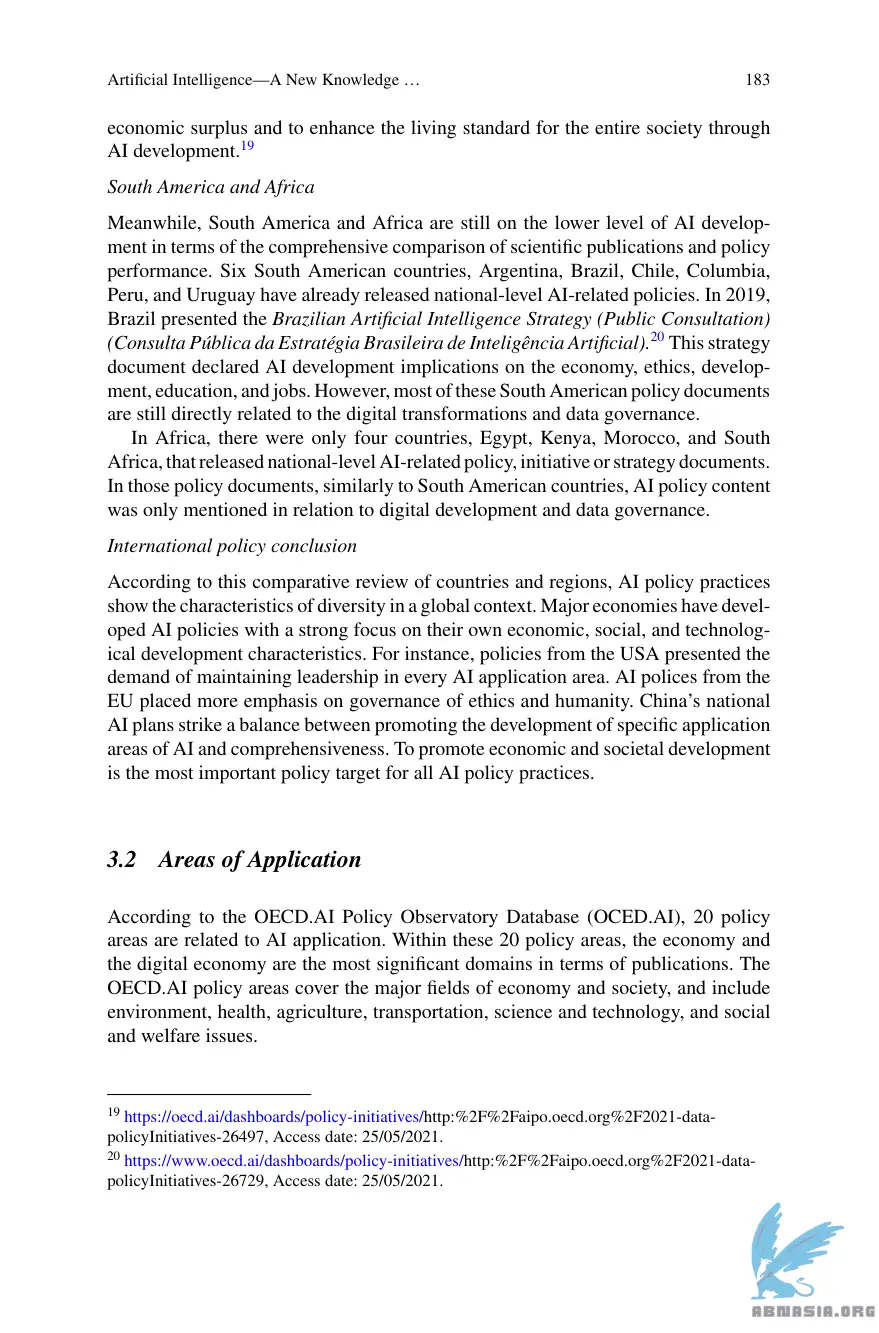 Artificial Intelligence—A New Knowledge … 183
economic surplus and to enhance the living standard for the entire society through
AI development.19
South America and Africa
Meanwhile, South America and Africa are still on the lower level of AI develop-
ment in terms of the comprehensive comparison of scientific publications and policy
performance. Six South American countries, Argentina, Brazil, Chile, Columbia,
Peru, and Uruguay have already released national-level AI-related policies. In 2019,
Brazil presented the Brazilian Artificial Intelligence Strategy (Public Consultation)
(Consulta Pública da Estratégia Brasileira de Inteligência Artificial).20 This strategy
document declared AI development implications on the economy, ethics, develop-
ment, education, and jobs. However, most of these South American policy documents
are still directly related to the digital transformations and data governance.
In Africa, there were only four countries, Egypt, Kenya, Morocco, and South
Africa, that released national-level AI-related policy, initiative or strategy documents.
In those policy documents, similarly to South American countries, AI policy content
was only mentioned in relation to digital development and data governance.
International policy conclusion
According to this comparative review of countries and regions, AI policy practices
show the characteristics of diversity in a global context. Major economies have devel-
oped AI policies with a strong focus on their own economic, social, and technolog-
ical development characteristics. For instance, policies from the USA presented the
demand of maintaining leadership in every AI application area. AI polices from the
EU placed more emphasis on governance of ethics and humanity. China's national
AI plans strike a balance between promoting the development of specific application
areas of AI and comprehensiveness. To promote economic and societal development
is the most important policy target for all AI policy practices.
3.2 Areas of Application
According to the OECD.AI Policy Observatory Database (OCED.AI), 20 policy
areas are related to AI application. Within these 20 policy areas, the economy and
the digital economy are the most significant domains in terms of publications. The
OECD.AI policy areas cover the major fields of economy and society, and include
environment, health, agriculture, transportation, science and technology, and social
and welfare issues.
19 https://oecd.ai/dashboards/policy-initiatives/http:%2F%2Faipo.oecd.org%2F2021-data-
policyInitiatives-26497, Access date: 25/05/2021.
20 https://www.oecd.ai/dashboards/policy-initiatives/http:%2F%2Faipo.oecd.org%2F2021-data-
policyInitiatives-26729, Access date: 25/05/2021.
ABNASIA.ORG